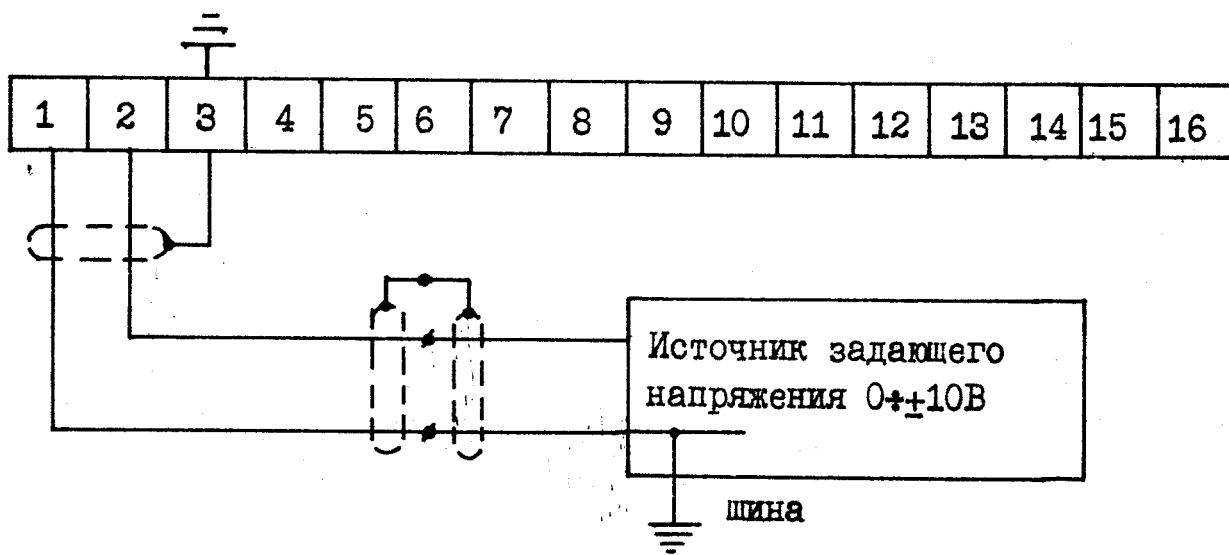 1 2 3 4 5 6 7 8 9 10 11 12 13 14 15 16
Источник задающего
напряжения 0÷±10В
шина